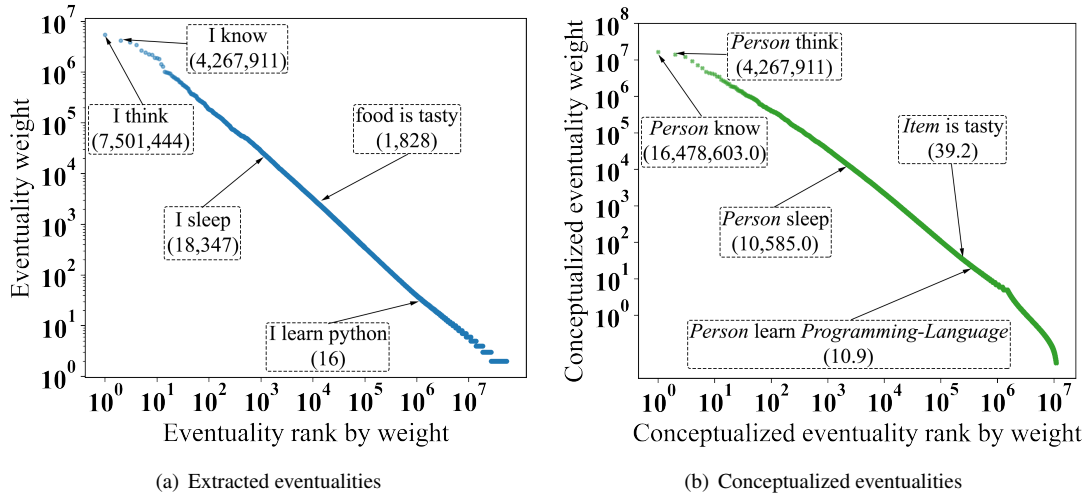 Eventuality weight
10^7
10^6
10^5
10^4
10^3
10^2
10^1
10^0
I know
(4,267,911)
I think
(7,501,444)
food is tasty
(1,828)
I sleep
(18,347)
I learn python
(16)
10^0 10^1 10^2 10^3 10^4 10^5 10^6 10^7
Eventuality rank by weight
(a) Extracted eventualities
Conceptualized eventuality weight
10^8
10^7
10^6
10^5
10^4
10^3
10^2
10^1
10^0
Person think
(4,267,911)
Person know
(16,478,603.0)
Item is tasty
(39.2)
Person sleep
(10,585.0)
Person learn Programming-Language
(10.9)
10^0 10^1 10^2 10^3 10^4 10^5 10^6 10^7
Conceptualized eventuality rank by weight
(b) Conceptualized eventualities